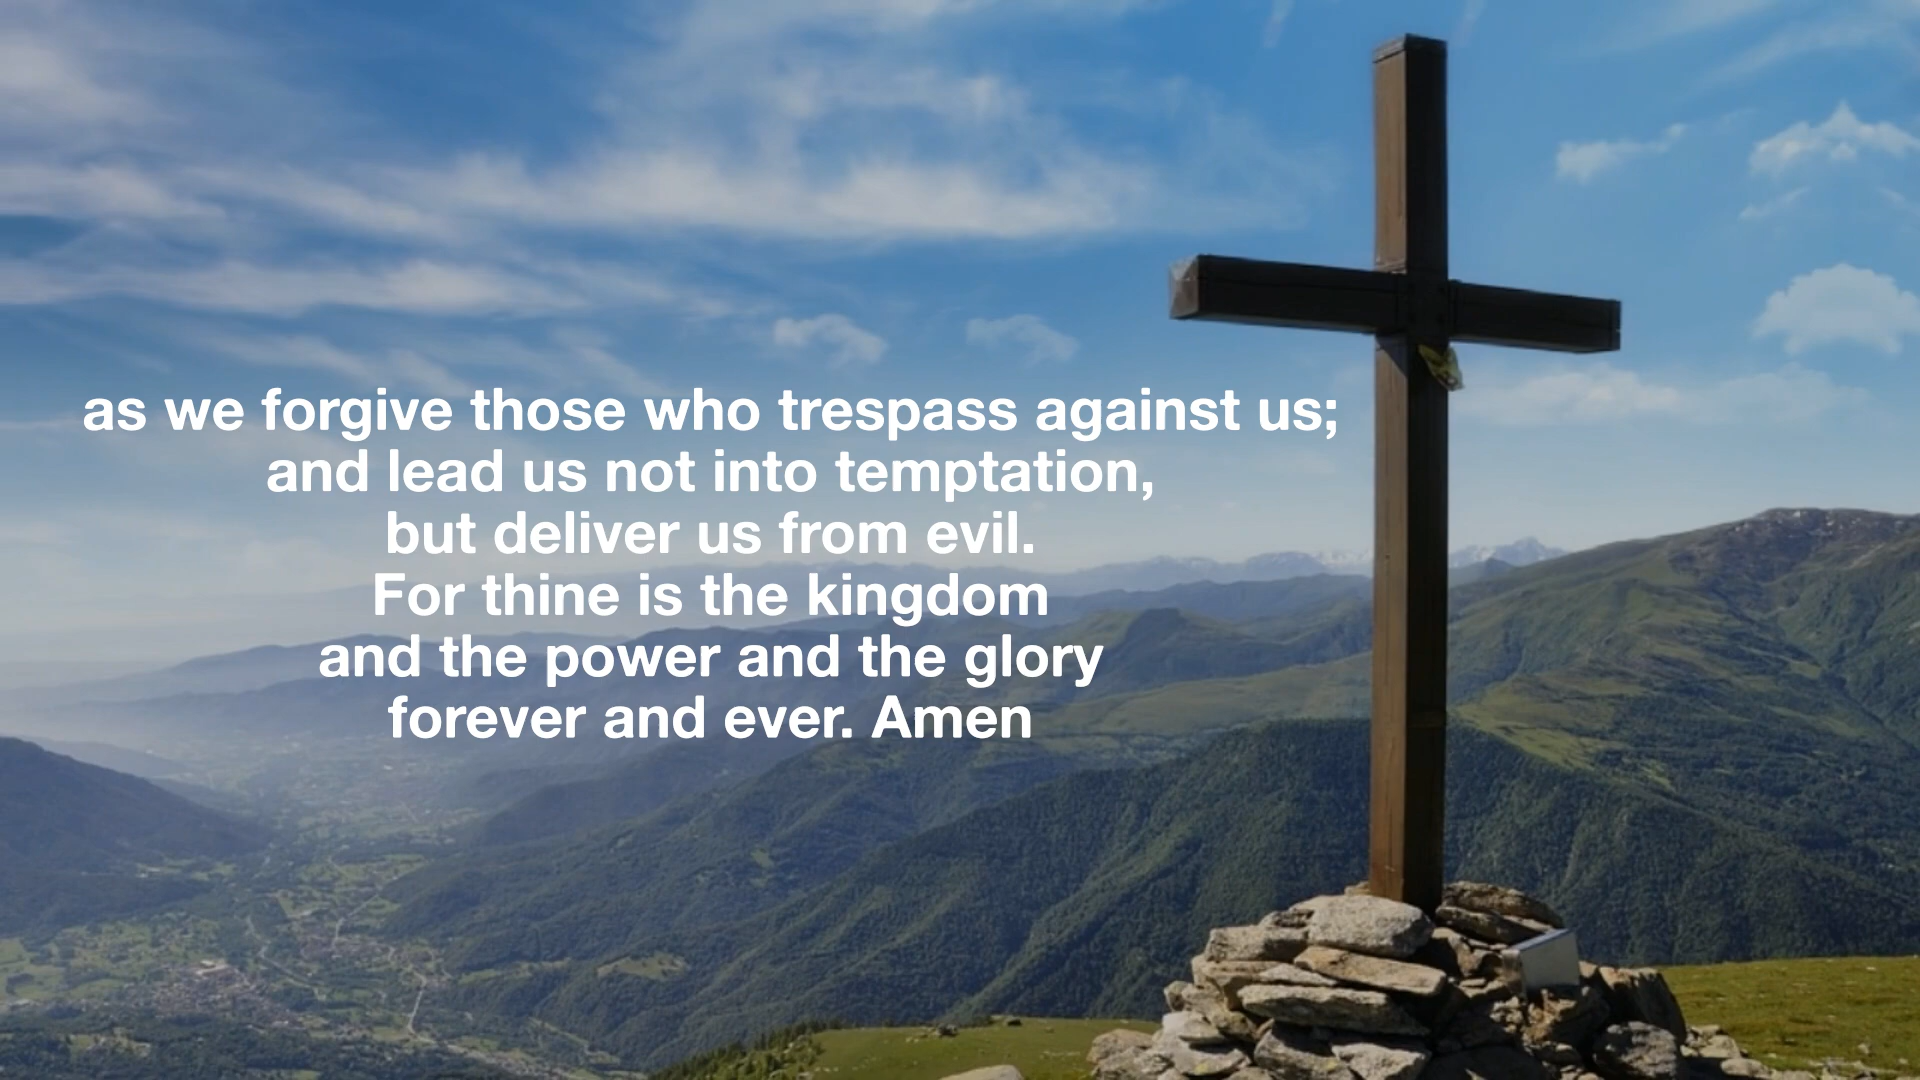 as we forgive those who trespass against us;
and lead us not into temptation,
but deliver us from evil.
For thine is the kingdom
and the power and the glory
forever and ever. Amen